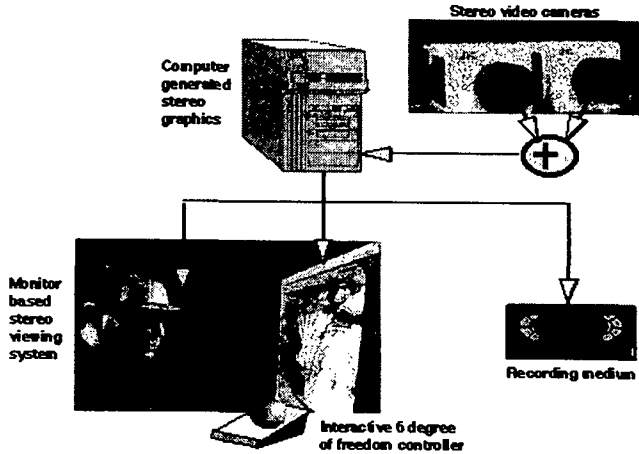 Stereo video cameras
Computer
generated
stereo
graphics
+
Monitor
based
stereo
viewing
system
Recording medium
Interactive 6 degree
of freedom controller